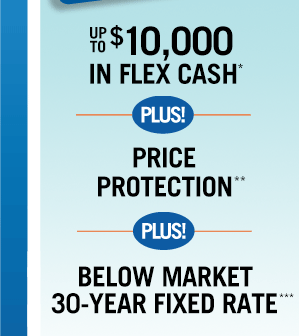 UP TO $10,000
IN FLEX CASH*
PLUS!
PRICE
PROTECTION**
PLUS!
BELOW MARKET
30-YEAR FIXED RATE***